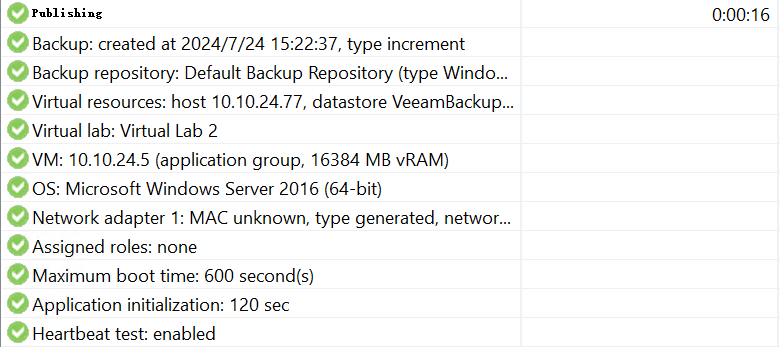 Publishing 0:00:16
Backup: created at 2024/7/24 15:22:37, type increment
Backup repository: Default Backup Repository (type Windo...
Virtual resources: host 10.10.24.77, datastore VeeamBackup...
Virtual lab: Virtual Lab 2
VM: 10.10.24.5 (application group, 16384 MB vRAM)
OS: Microsoft Windows Server 2016 (64-bit)
Network adapter 1: MAC unknown, type generated, networ...
Assigned roles: none
Maximum boot time: 600 second(s)
Application initialization: 120 sec
Heartbeat test: enabled